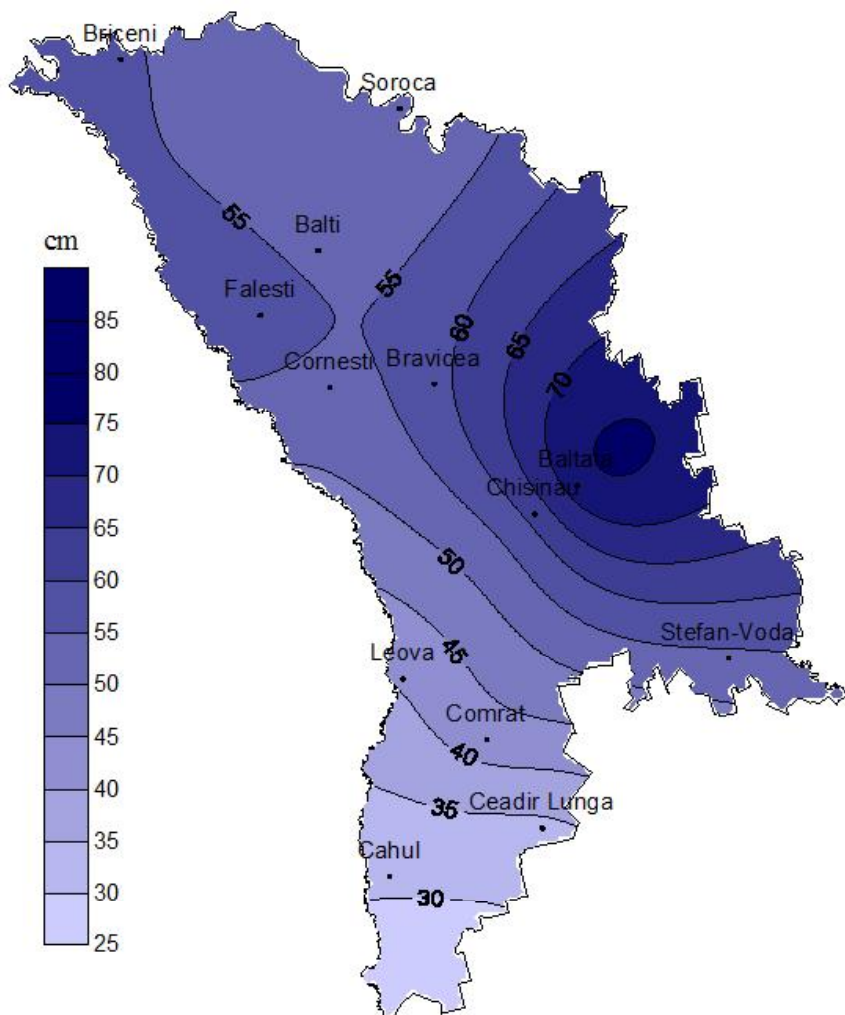 Briceni
Soroca
55
Balti
cm
Falesti
55
60
65
Cornesti
Bravicea
70
Baltata
Chisinau
50
Stefan-Voda
45
Leova
Comrat
40
35
Ceadir Lunga
Cahul
30
85
80
75
70
65
60
55
50
45
40
35
30
25